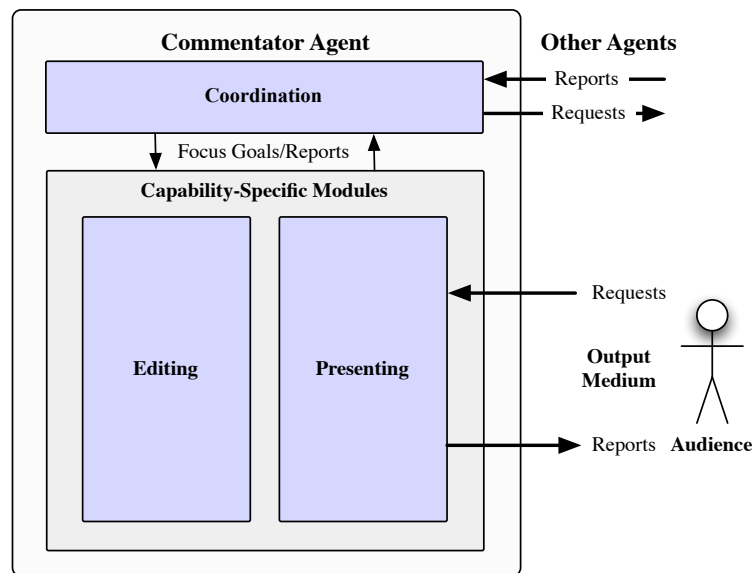 Commentator Agent
Other Agents
Coordination
Reports
Requests
Focus Goals/Reports
Capability-Specific Modules
Editing
Presenting
Requests
Output
Medium
Reports
Audience